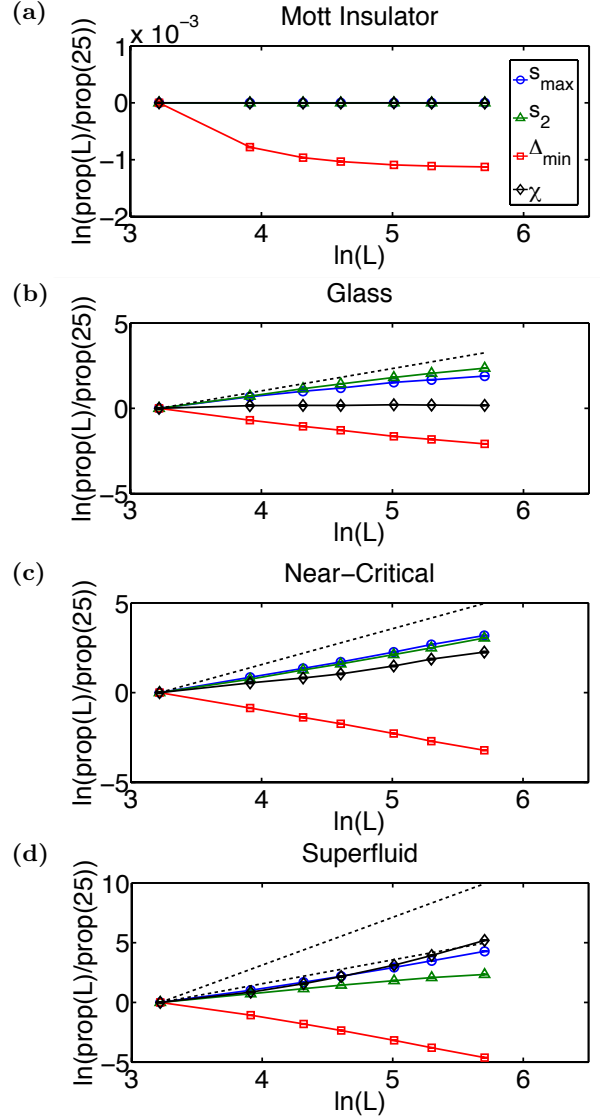 (a)
Mott Insulator
1 x 10⁻³
0
-1
-2
ln(prop(L)/prop(25))
s_max
s_2
Δ_min
χ
3 4 5 6
ln(L)
(b)
Glass
5
0
−5
ln(prop(L)/prop(25))
3 4 5 6
ln(L)
(c)
Near−Critical
5
0
−5
ln(prop(L)/prop(25))
3 4 5 6
ln(L)
(d)
Superfluid
10
5
0
−5
ln(prop(L)/prop(25))
3 4 5 6
ln(L)